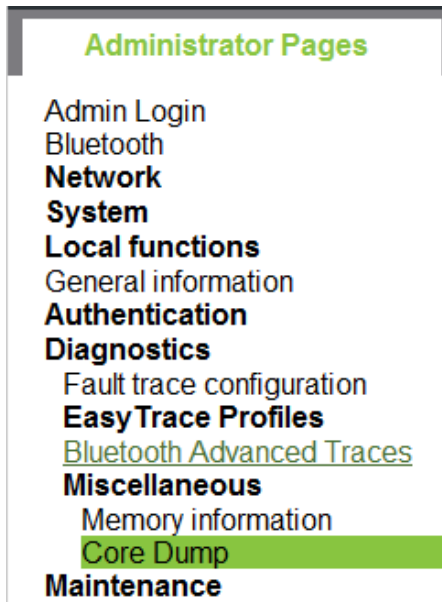 Administrator Pages
Admin Login
Bluetooth
Network
System
Local functions
General information
Authentication
Diagnostics
Fault trace configuration
EasyTrace Profiles
Bluetooth Advanced Traces
Miscellaneous
Memory information
Core Dump
Maintenance